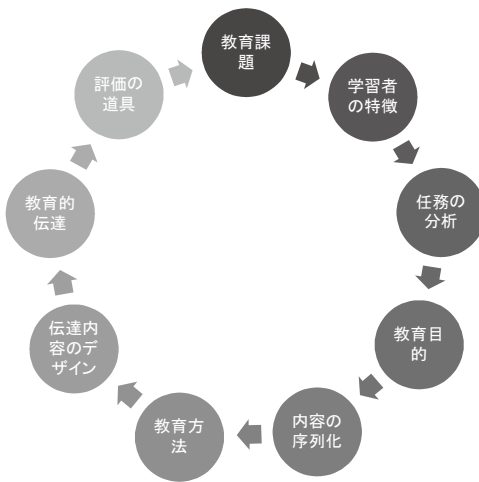 教育課
題
学習者
の特徴
任務の
分析
教育目
的
内容の
序列化
教育方
法
伝達内
容のデ
ザイン
教育的
伝達
評価の
道具